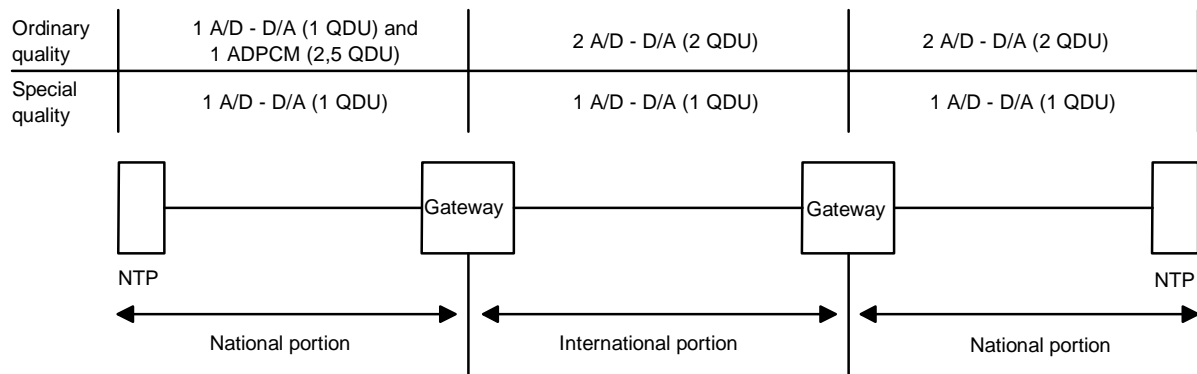 Ordinary
quality
1 A/D - D/A (1 QDU) and
1 ADPCM (2,5 QDU)
2 A/D - D/A (2 QDU)
2 A/D - D/A (2 QDU)
Special
quality
1 A/D - D/A (1 QDU)
1 A/D - D/A (1 QDU)
1 A/D - D/A (1 QDU)
Gateway
Gateway
NTP
NTP
National portion
International portion
National portion